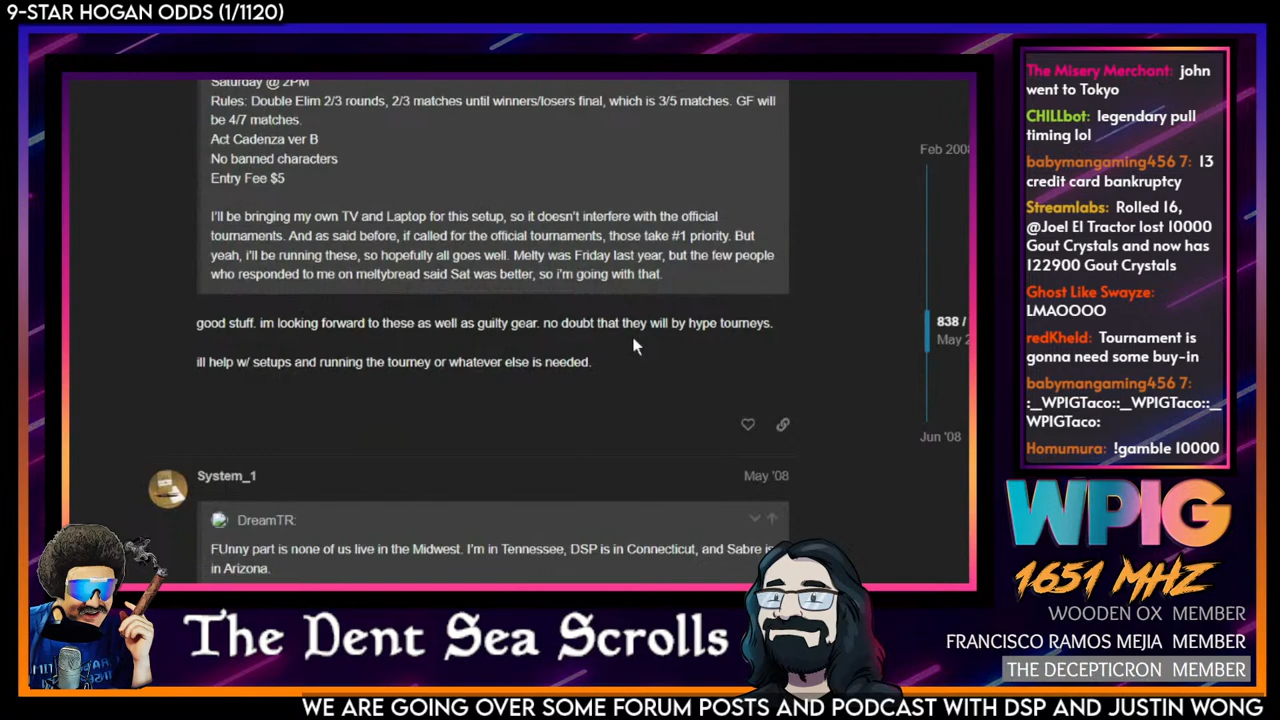 9-STAR HOGAN ODDS (1/1120)
Saturday @ 2PM
Rules: Double Elim 2/3 rounds, 2/3 matches until winners/losers final, which is 3/5 matches. GF will
be 4/7 matches.
Act Cadenza ver B
No banned characters
Entry Fee $5
I'll be bringing my own TV and Laptop for this setup, so it doesn't interfere with the official
tournaments. And as said before, if called for the official tournaments, those take #1 priority. But
yeah, i'll be running these, so hopefully all goes well. Melty was Friday last year, but the few people
who responded to me on meltybread said Sat was better, so i'm going with that.
good stuff. im looking forward to these as well as guilty gear. no doubt that they will by hype tourneys.
ill help w/ setups and running the tourney or whatever else is needed.
System_1
May '08
DreamTR:
FUnny part is none of us live in the Midwest. I'm in Tennessee, DSP is in Connecticut, and Sabre is
in Arizona.
Feb 2008
838 /
May 2
Jun '08
The Misery Merchant: john
went to Tokyo
CHILLbot: legendary pull
timing lol
babymangaming456 7: 13
credit card bankruptcy
Streamlabs: Rolled 16,
@Joel El Tractor lost 10000
Gout Crystals and now has
122900 Gout Crystals
Ghost Like Swayze:
LMAOOOO
redKheld: Tournament is
gonna need some buy-in
babymangaming456 7:
:_WPIGTaco::_WPIGTaco::_
WPIGTaco:
Homumura: !gamble 10000
WPIG
1651 MHZ
WOODEN OX MEMBER
FRANCISCO RAMOS MEJIA MEMBER
THE DECEPTICRON MEMBER
The Dent Sea Scrolls
WE ARE GOING OVER SOME FORUM POSTS AND PODCAST WITH DSP AND JUSTIN WONG